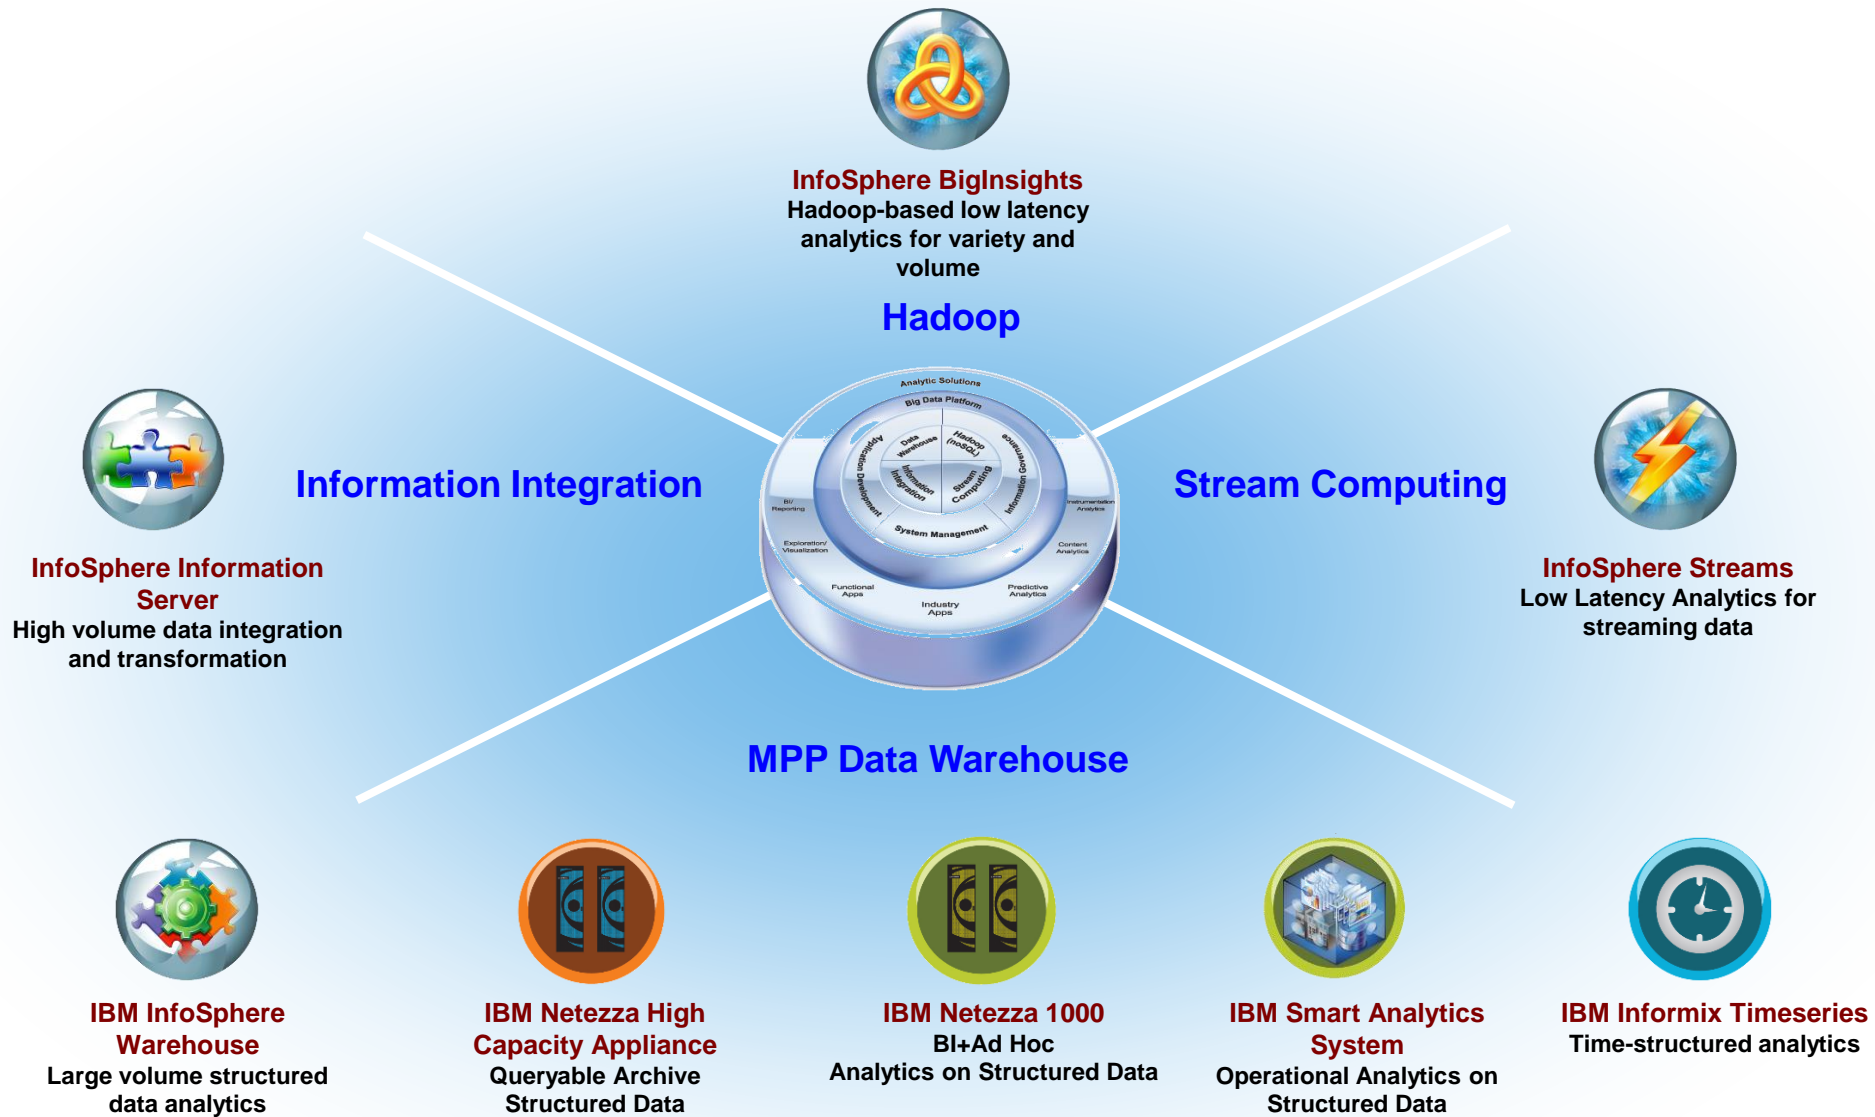 InfoSphere BigInsights
Hadoop-based low latency
analytics for variety and
volume
Hadoop
Analytic Solutions
Big Data Platform
Application Development
Data
Warehouse
Hadoop
(noSQL)
Information Governance
Information
Integration
Stream
Computing
System Management
BI/
Reporting
Exploration/
Visualization
Functional
Apps
Industry
Apps
Predictive
Analytics
Content
Analytics
Instrumentation
Analytics
Information Integration
Stream Computing
InfoSphere Information
Server
High volume data integration
and transformation
InfoSphere Streams
Low Latency Analytics for
streaming data
MPP Data Warehouse
IBM InfoSphere
Warehouse
Large volume structured
data analytics
IBM Netezza High
Capacity Appliance
Queryable Archive
Structured Data
IBM Netezza 1000
BI+Ad Hoc
Analytics on Structured Data
IBM Smart Analytics
System
Operational Analytics on
Structured Data
IBM Informix Timeseries
Time-structured analytics